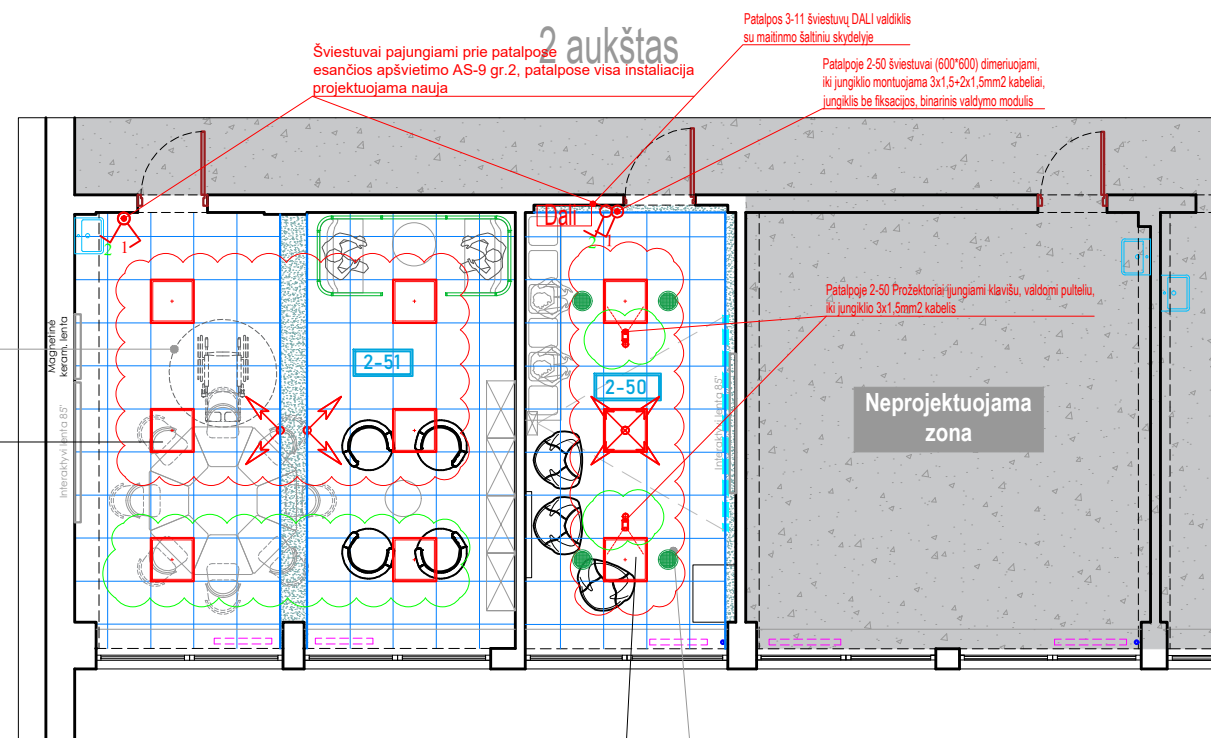 2 aukštas
Patalpos 3-11 šviestuvų DALI valdiklis
su maitinmo šaltiniu skydelyje
Šviestuvai pajungiami prie patalpose
esančios apšvietimo AS-9 gr.2, patalpose visa instaliacija
projektuojama nauja
Patalpoje 2-50 šviestuvai (600*600) dimeriuojami,
iki jungiklio montuojama 3x1,5+2x1,5mm2 kabeliai,
jungiklis be fiksacijos, binarinis valdymo modulis
Dali
2
1
2
1
Patalpoje 2-50 Prožektoriai įjungiami klavišu, valdomi pulteliu,
iki jungiklio 3x1,5mm2 kabelis
Magnetinė
keram. lenta
2-51
2-50
Interaktyvi lenta 85"
Interaktyvi lenta 85"
Neprojektuojama
zona